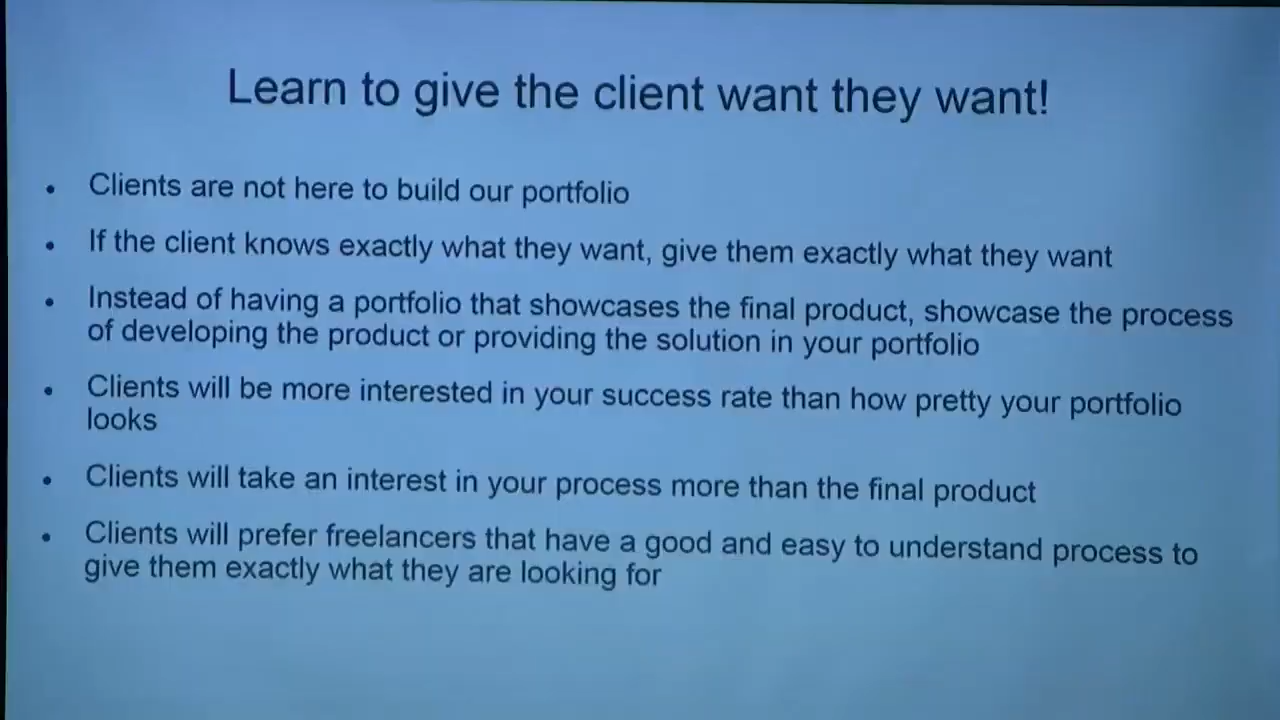 Learn to give the client want they want!
• Clients are not here to build our portfolio
• If the client knows exactly what they want, give them exactly what they want
• Instead of having a portfolio that showcases the final product, showcase the process
of developing the product or providing the solution in your portfolio
• Clients will be more interested in your success rate than how pretty your portfolio
looks
• Clients will take an interest in your process more than the final product
• Clients will prefer freelancers that have a good and easy to understand process to
give them exactly what they are looking for